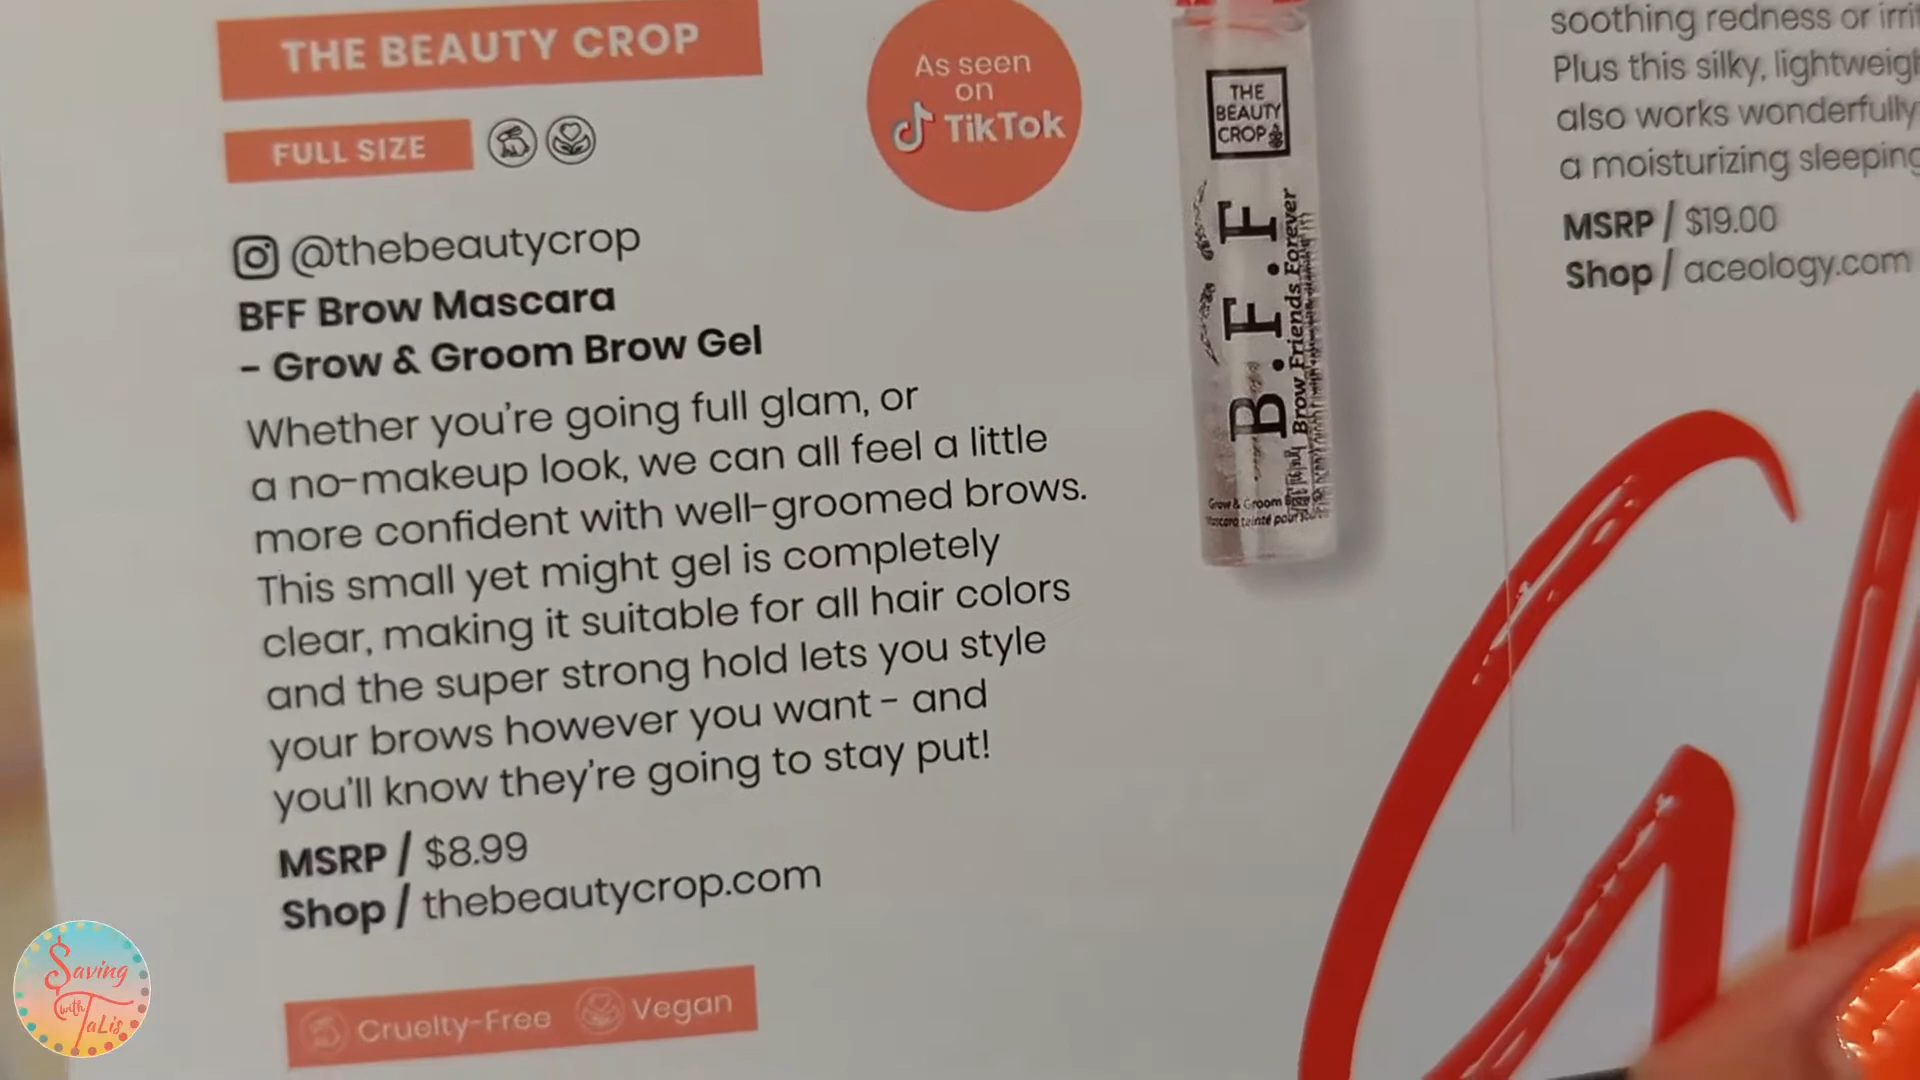 THE BEAUTY CROP
FULL SIZE
As seen
on
TikTok
@thebeautycrop
BFF Brow Mascara
- Grow & Groom Brow Gel
Whether you're going full glam, or
a no-makeup look, we can all feel a little
more confident with well-groomed brows.
This small yet might gel is completely
clear, making it suitable for all hair colors
and the super strong hold lets you style
your brows however you want - and
you'll know they're going to stay put!
MSRP / $8.99
Shop / thebeautycrop.com
Cruelty-Free Vegan
THE
BEAUTY
CROP
B.F.F
Brow Friends Forever
Grow & Groom
soothing redness or
Plus this silky,
also works wonderfully
a moisturizing sleeping
MSRP / $19.00
Shop / aceology.com
$aving
with
TaLis